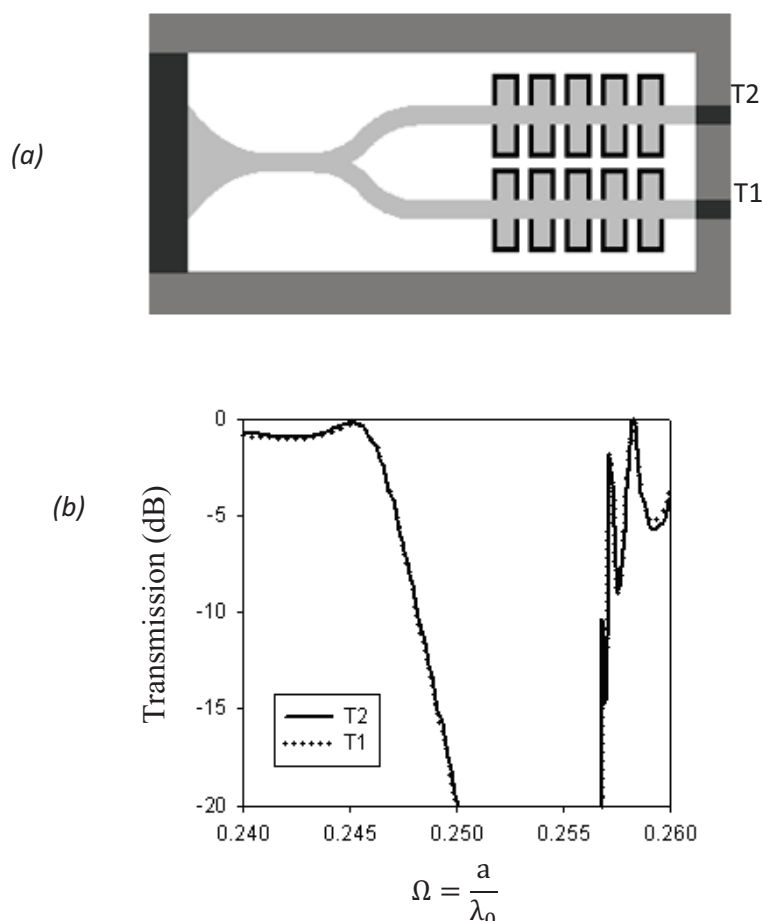 (a)
T2
T1
(b)
Transmission (dB)
0
-5
-10
-15
-20
T2
T1
0.240 0.245 0.250 0.255 0.260
Ω = a/λ₀